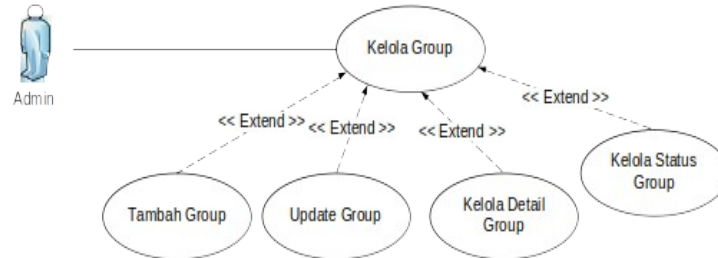 Kelola Group
Admin
<< Extend >>
<< Extend >>
<< Extend >>
<< Extend >>
Kelola Status
Group
Tambah Group
Update Group
Kelola Detail
Group